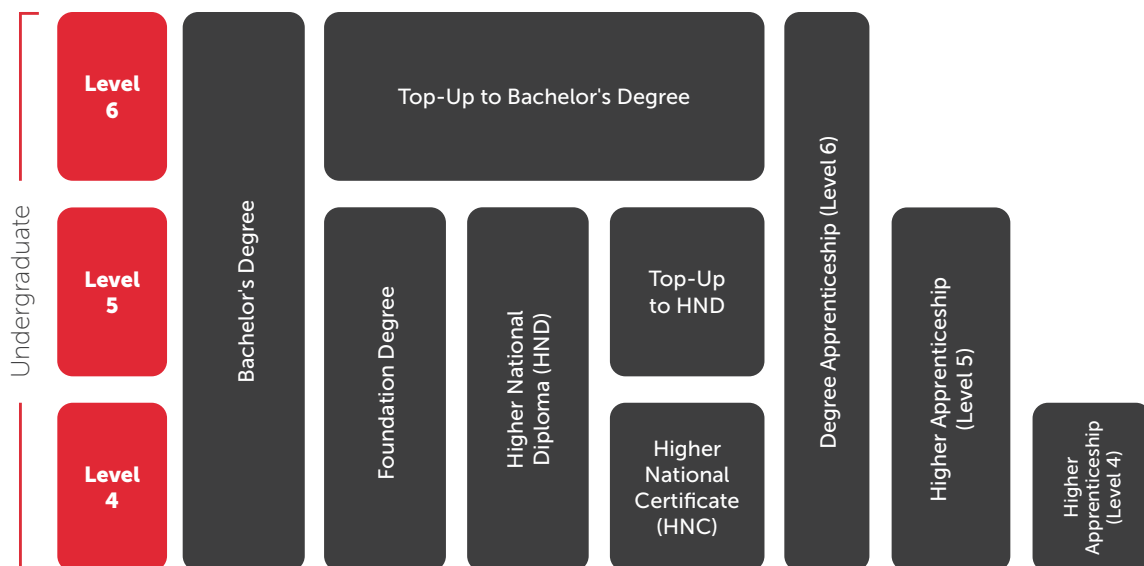 Undergraduate
Level
6
Level
5
Level
4
Bachelor's Degree
Top-Up to Bachelor's Degree
Foundation Degree
Higher National
Diploma (HND)
Top-Up
to HND
Higher
National
Certificate
(HNC)
Degree Apprenticeship (Level 6)
Higher Apprenticeship
(Level 5)
Higher
Apprenticeship
(Level 4)